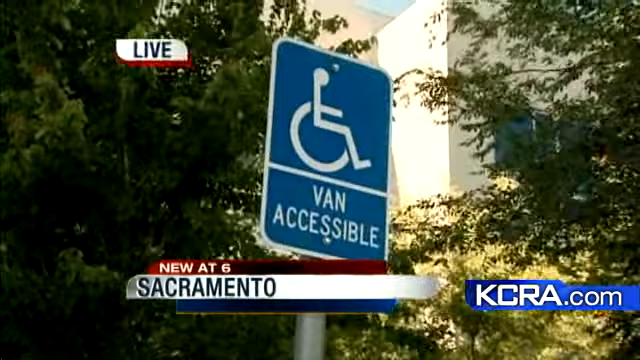 LIVE
VAN
ACCESSIBLE
NEW AT 6
SACRAMENTO
KCRA.com